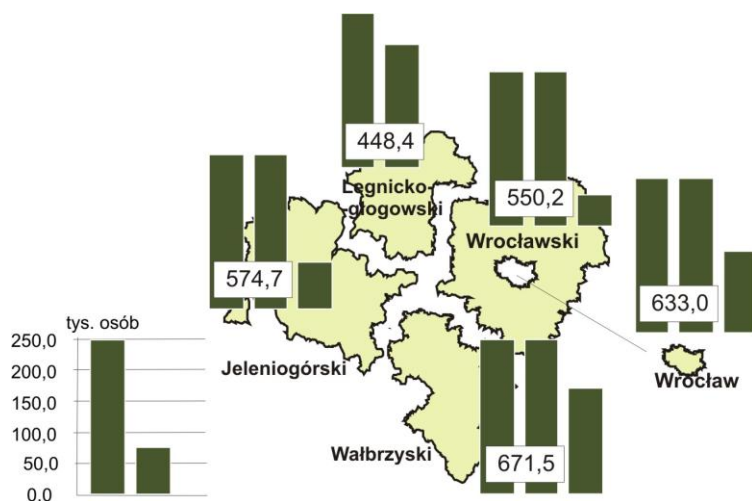 448,4
Legnicko-
głogowski
550,2
Wrocławski
574,7
633,0
tys. osób
250,0
200,0
150,0
100,0
50,0
0,0
Jeleniogórski
Wrocław
Wałbrzyski
671,5